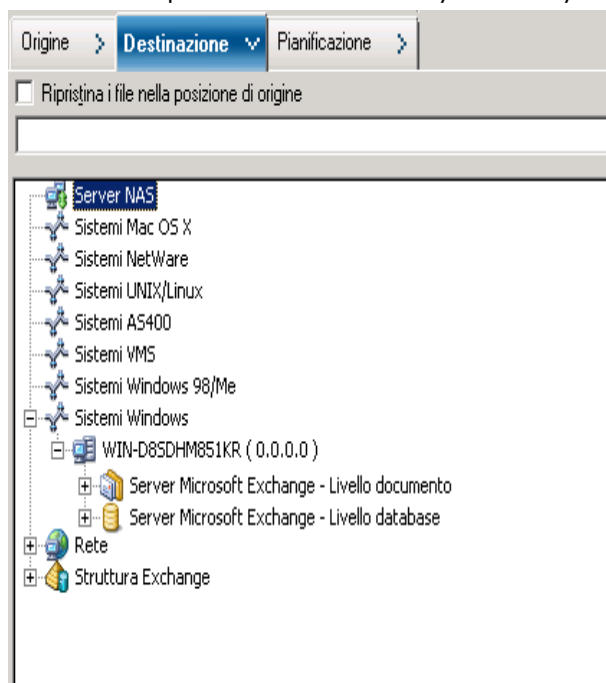 Origine
Destinazione
Pianificazione
Ripristina i file nella posizione di origine
Server NAS
Sistemi Mac OS X
Sistemi NetWare
Sistemi UNIX/Linux
Sistemi AS400
Sistemi VMS
Sistemi Windows 98/Me
Sistemi Windows
WIN-D85DHM851KR ( 0.0.0.0 )
Server Microsoft Exchange - Livello documento
Server Microsoft Exchange - Livello database
Rete
Struttura Exchange